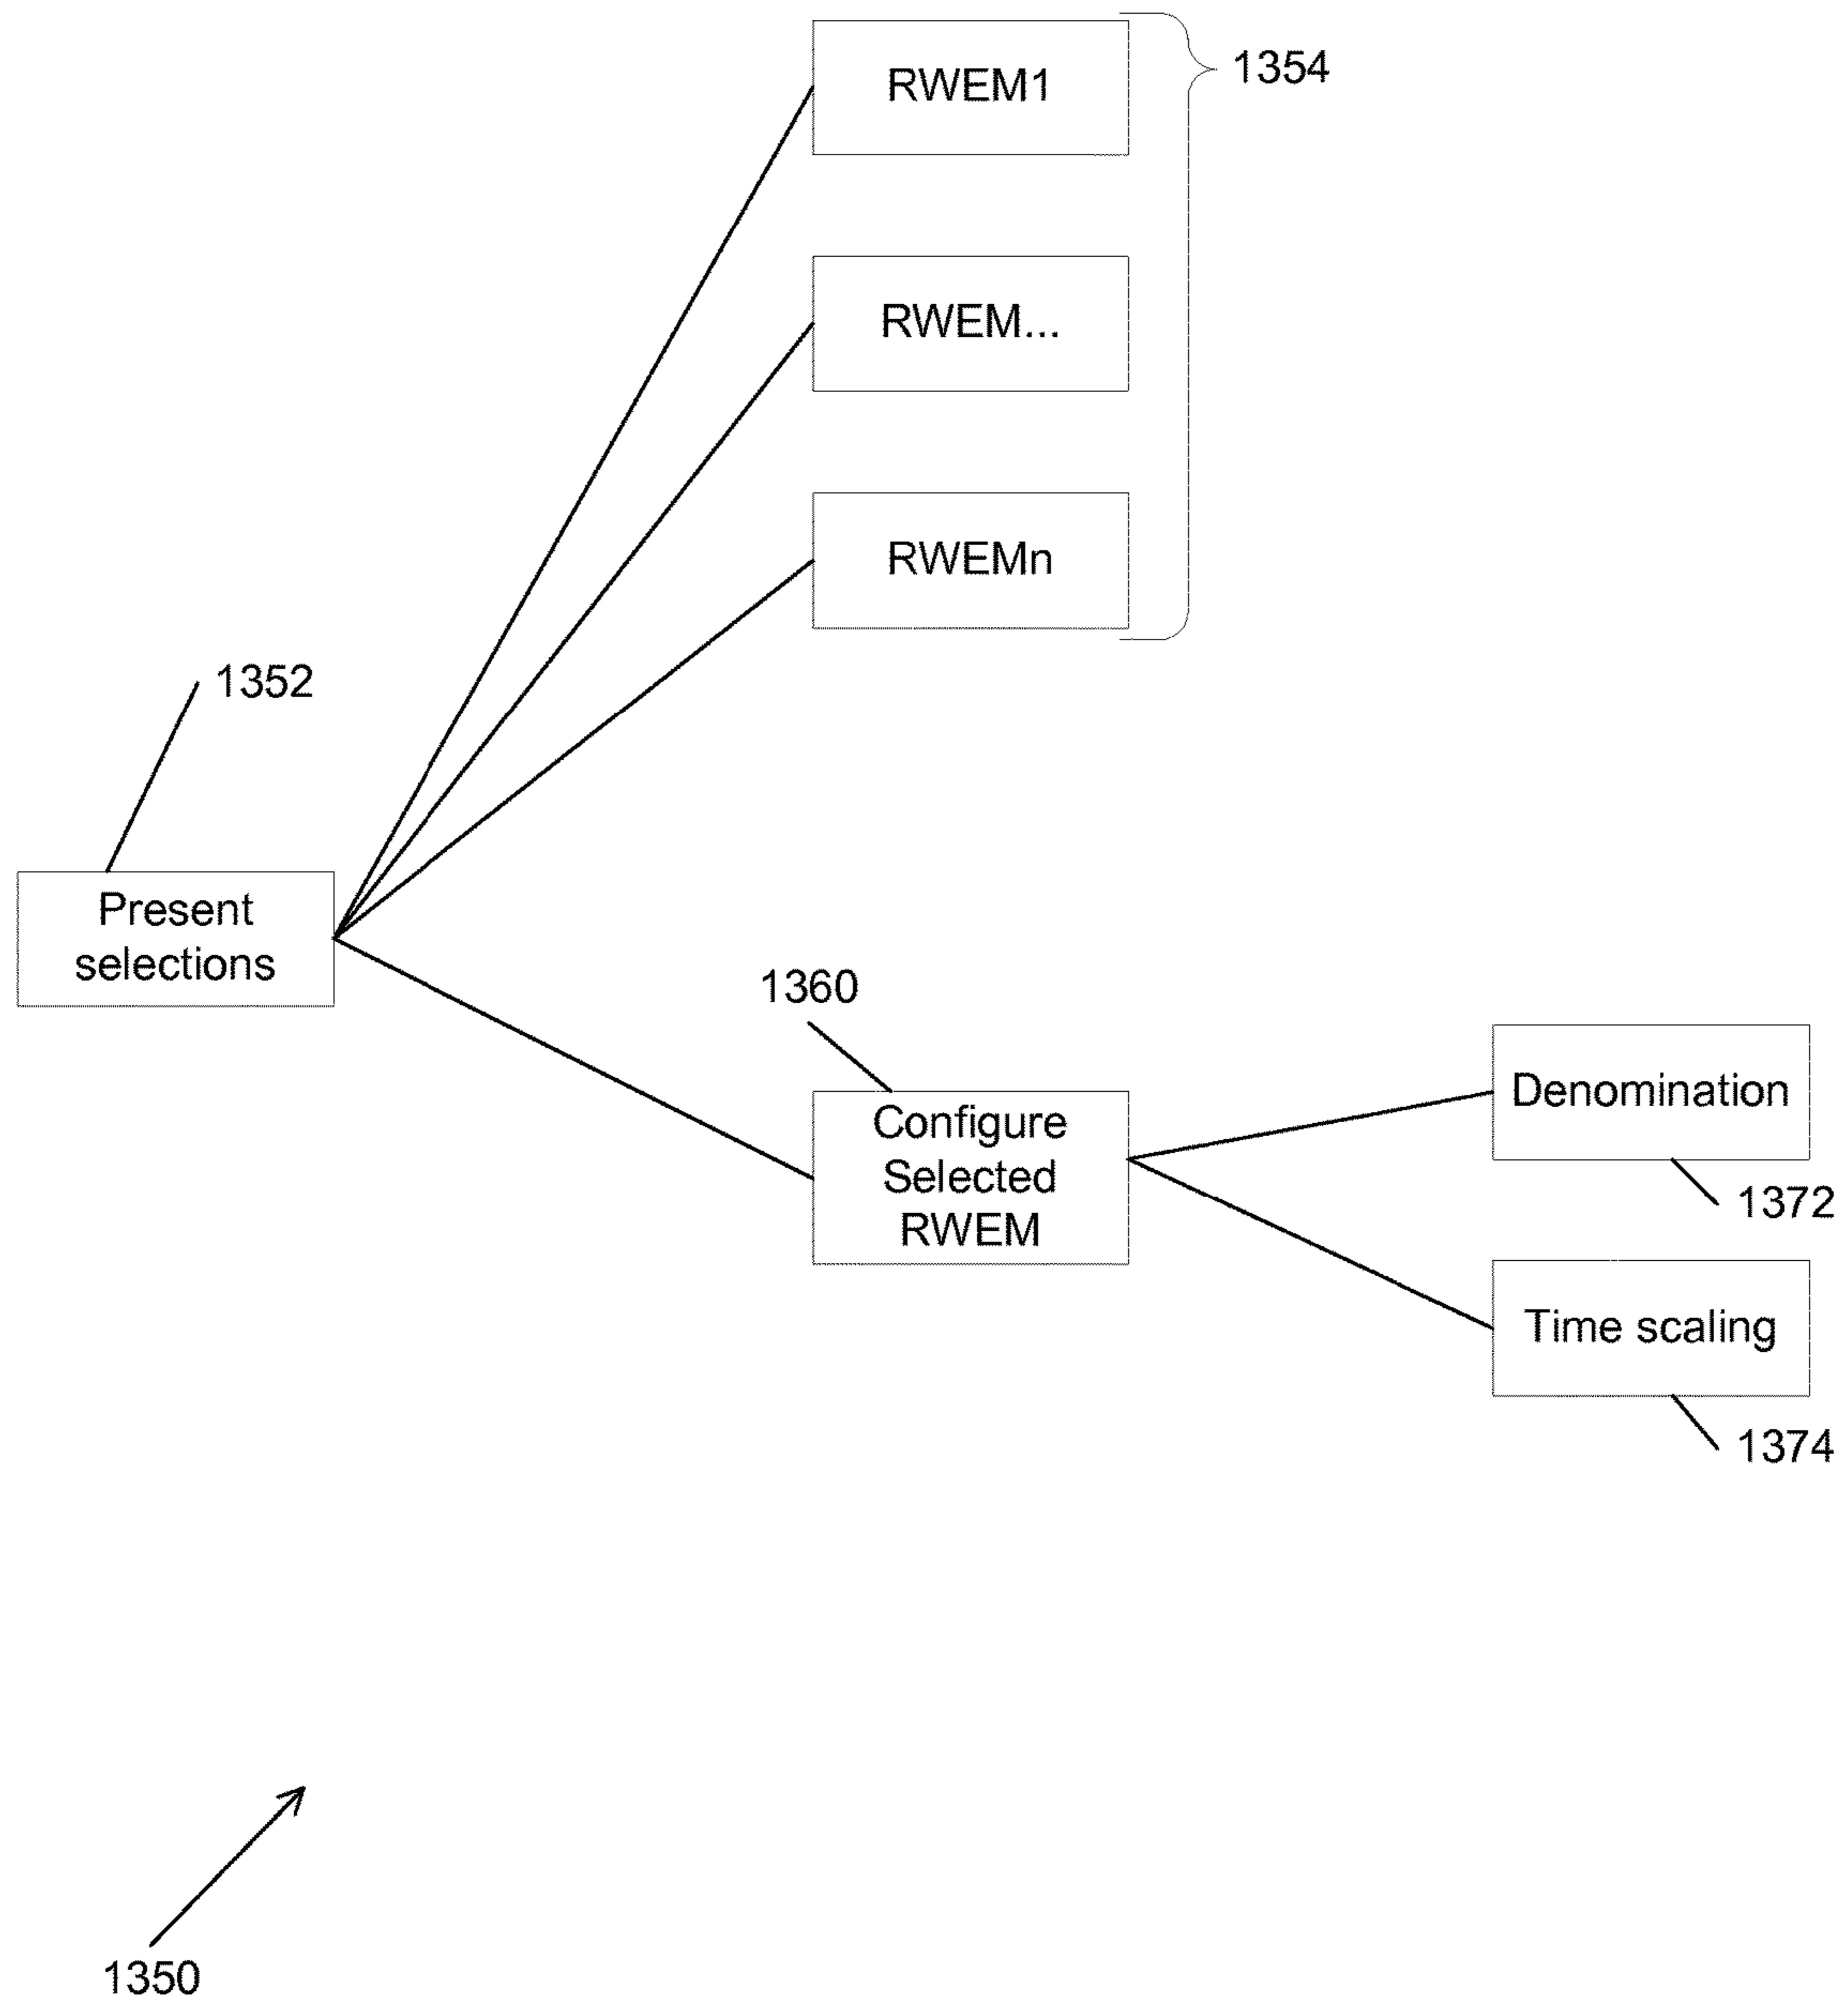 RWEM1
1354
RWEM...
RWEMn
1352
Present
selections
1360
Configure
Selected
RWEM
Denomination
1372
Time scaling
1374
1350